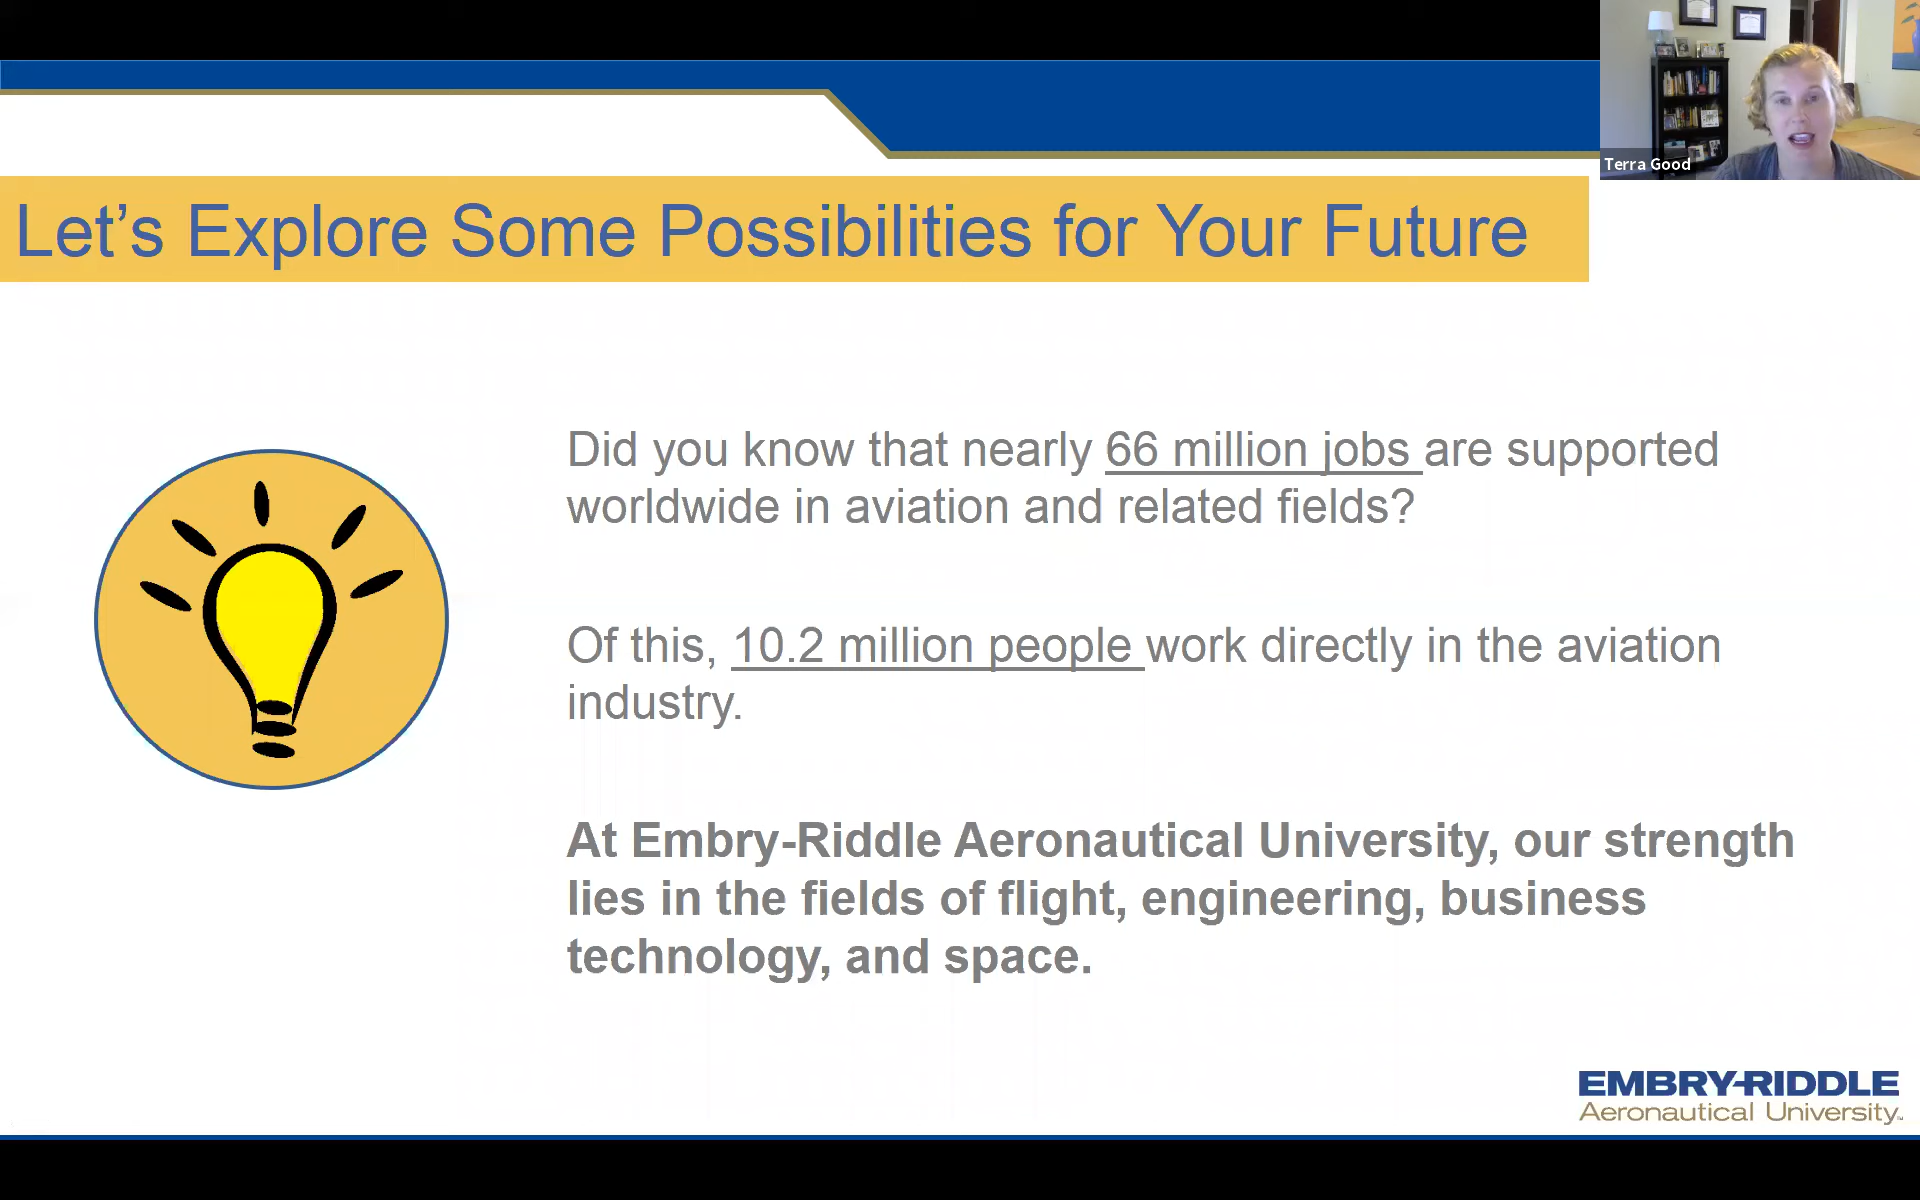 Terra Good
Let’s Explore Some Possibilities for Your Future
Did you know that nearly 66 million jobs are supported
worldwide in aviation and related fields?
Of this, 10.2 million people work directly in the aviation
industry.
At Embry-Riddle Aeronautical University, our strength
lies in the fields of flight, engineering, business
technology, and space.
EMBRY-RIDDLE
Aeronautical University™